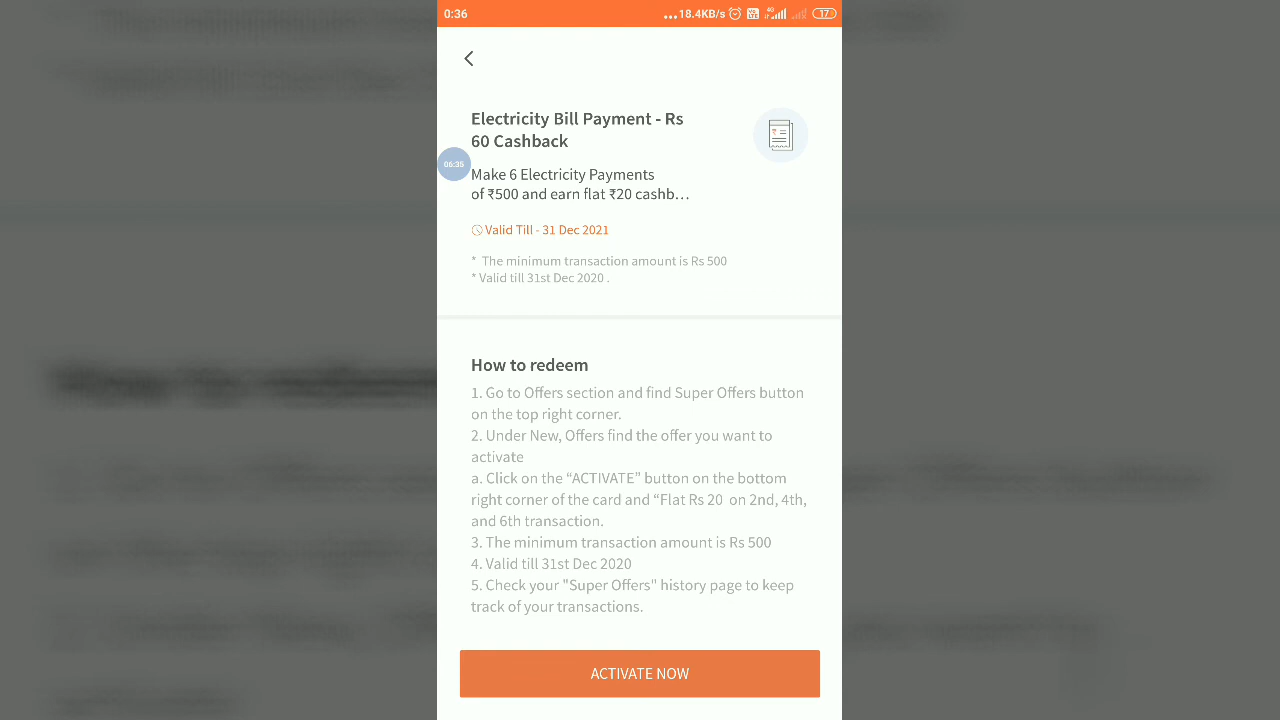 0:36
...18.4KB/s
4G
17
Electricity Bill Payment - Rs
60 Cashback
06:35
Make 6 Electricity Payments
of ₹500 and earn flat ₹20 cashb...
Valid Till - 31 Dec 2021
* The minimum transaction amount is Rs 500
* Valid till 31st Dec 2020 .
How to redeem
1. Go to Offers section and find Super Offers button
on the top right corner.
2. Under New, Offers find the offer you want to
activate
a. Click on the “ACTIVATE” button on the bottom
right corner of the card and “Flat Rs 20 on 2nd, 4th,
and 6th transaction.
3. The minimum transaction amount is Rs 500
4. Valid till 31st Dec 2020
5. Check your "Super Offers" history page to keep
track of your transactions.
ACTIVATE NOW